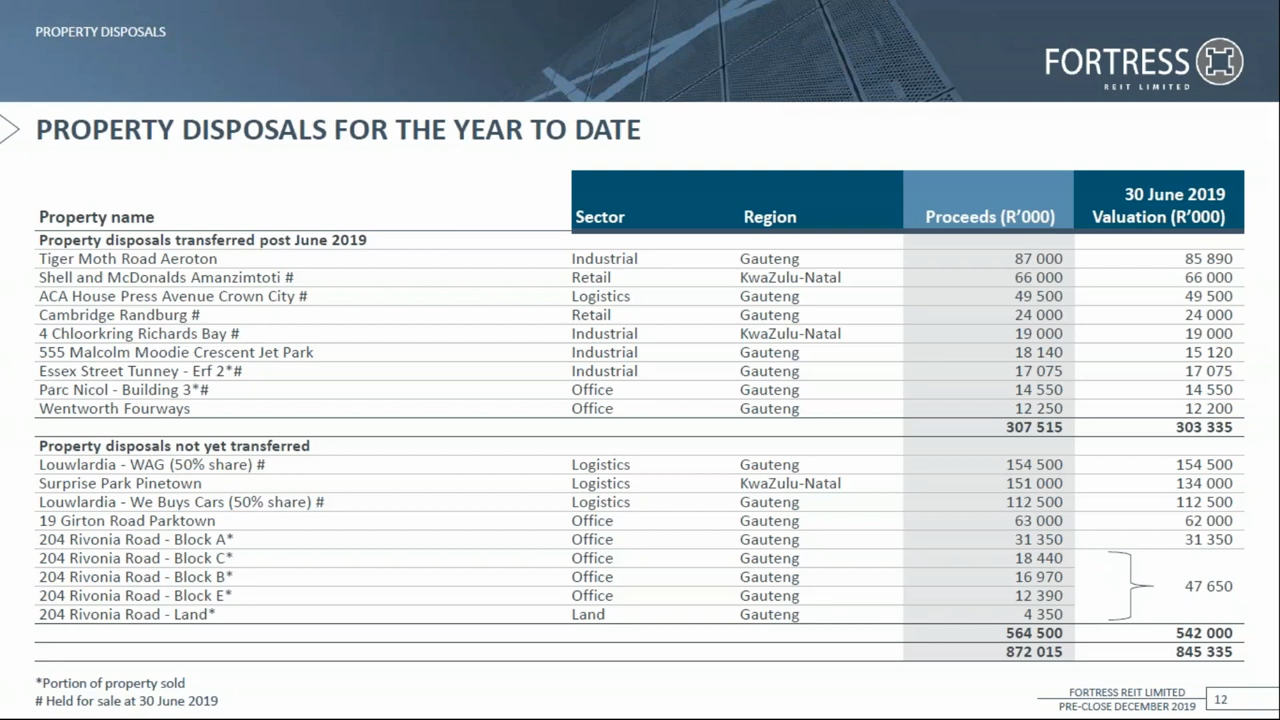 PROPERTY DISPOSALS
FORTRESS
REIT LIMITED
PROPERTY DISPOSALS FOR THE YEAR TO DATE
Property name Sector Region Proceeds (R'000) 30 June 2019 Valuation (R'000)
Property disposals transferred post June 2019
Tiger Moth Road Aeroton Industrial Gauteng 87 000 85 890
Shell and McDonalds Amanzimtoti # Retail KwaZulu-Natal 66 000 66 000
ACA House Press Avenue Crown City # Logistics Gauteng 49 500 49 500
Cambridge Randburg # Retail Gauteng 24 000 24 000
4 Chloorkring Richards Bay # Industrial KwaZulu-Natal 19 000 19 000
555 Malcolm Moodie Crescent Jet Park Industrial Gauteng 18 140 15 120
Essex Street Tunney - Erf 2*# Industrial Gauteng 17 075 17 075
Parc Nicol - Building 3*# Office Gauteng 14 550 14 550
Wentworth Fourways Office Gauteng 12 250 12 200
307 515 303 335
Property disposals not yet transferred
Louwlardia - WAG (50% share) # Logistics Gauteng 154 500 154 500
Surprise Park Pinetown Logistics KwaZulu-Natal 151 000 134 000
Louwlardia - We Buys Cars (50% share) # Logistics Gauteng 112 500 112 500
19 Girton Road Parktown Office Gauteng 63 000 62 000
204 Rivonia Road - Block A* Office Gauteng 31 350 31 350
204 Rivonia Road - Block C* Office Gauteng 18 440
204 Rivonia Road - Block B* Office Gauteng 16 970 47 650
204 Rivonia Road - Block E* Office Gauteng 12 390
204 Rivonia Road - Land* Land Gauteng 4 350
564 500 542 000
872 015 845 335
*Portion of property sold
# Held for sale at 30 June 2019
FORTRESS REIT LIMITED
PRE-CLOSE DECEMBER 2019 12